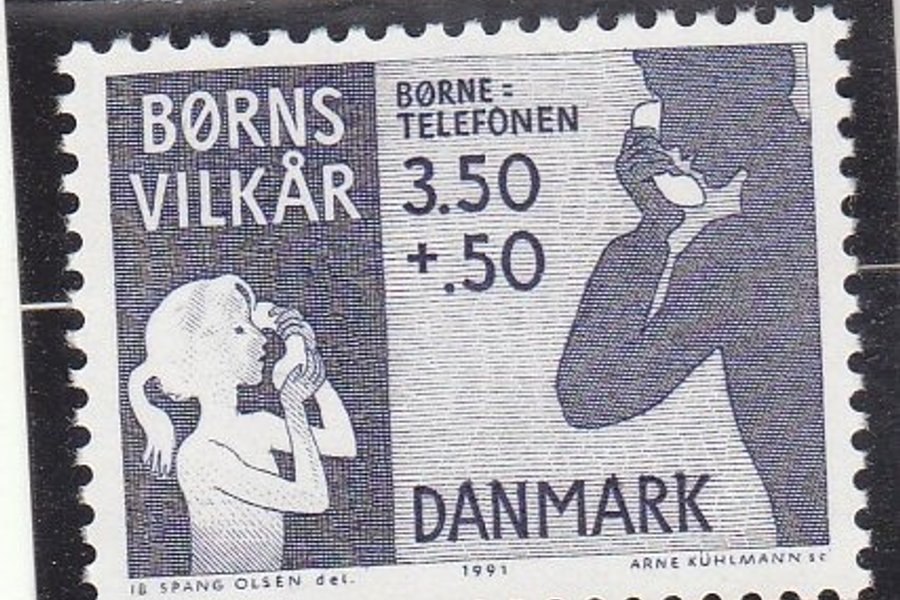 BØRNS
VILKÅR
BØRNE=
TELEFONEN
3.50
+.50
DANMARK
IB SPANG OLSEN del.
1991
ARNE KÜHLMANN sc